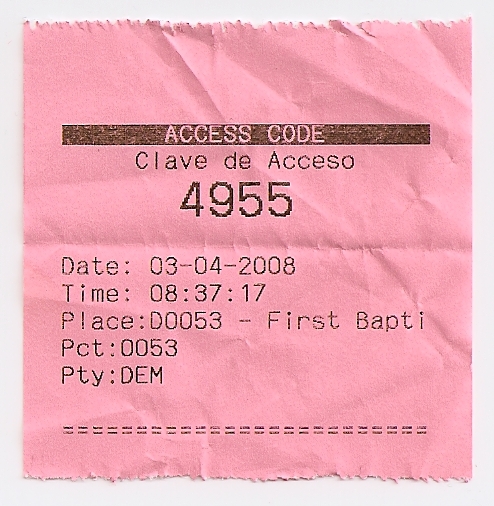 ACCESS CODE
Clave de Acceso
4955
Date: 03-04-2008
Time: 08:37:17
Place:D0053 - First Bapti
Pct:0053
Pty:DEM